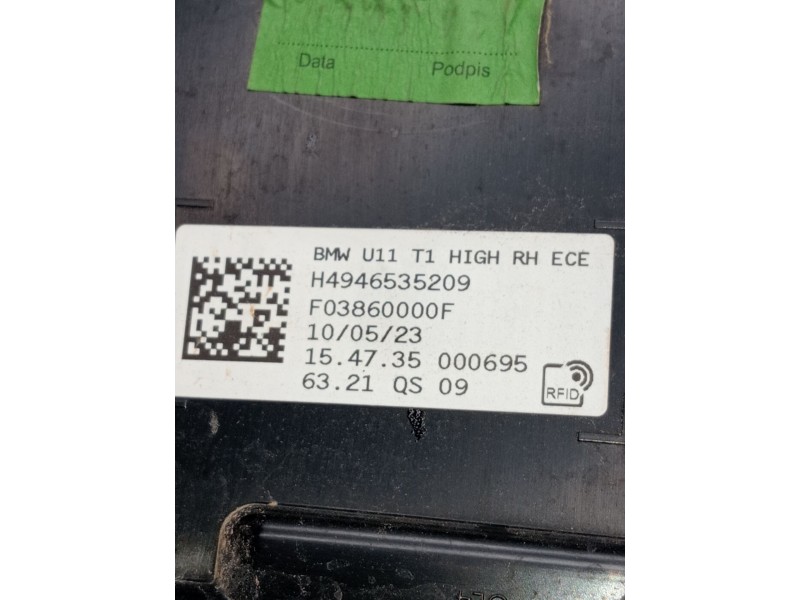 Data Podpis
BMW U11 T1 HIGH RH ECE
H4946535209
F03860000F
10/05/23
15.47.35 000695
63.21 QS 09
RFID